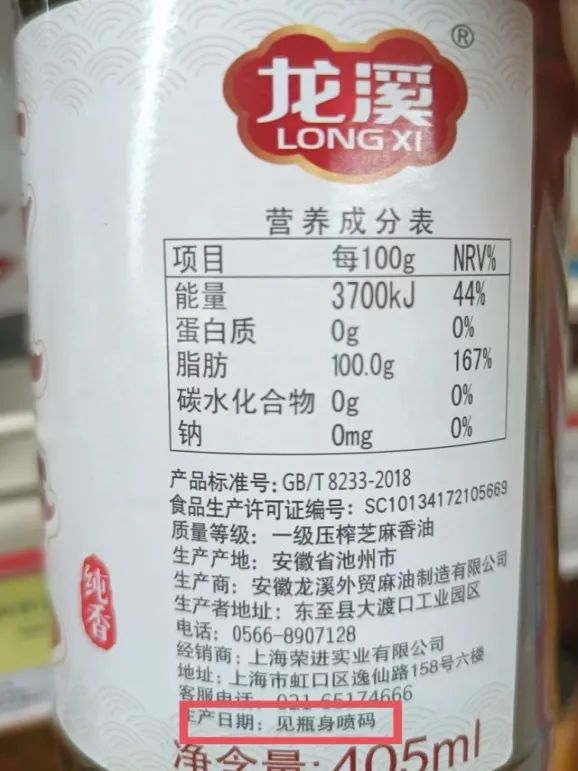 龙溪®
LONG XI
营养成分表
项目 每100g NRV%
能量 3700kJ 44%
蛋白质 0g 0%
脂肪 100.0g 167%
碳水化合物 0g 0%
钠 0mg 0%
产品标准号: GB/T 8233-2018
食品生产许可证编号: SC10134172105669
质量等级: 一级压榨芝麻香油
生产产地: 安徽省池州市
生产商: 安徽龙溪外贸麻油制造有限公司
生产者地址: 东至县大渡口工业园区
电话: 0566-8907128
经销商: 上海荣进实业有限公司
地址: 上海市虹口区逸仙路158号六楼
客服电话: 021-65174666
生产日期: 见瓶身喷码
净含量: 405ml
纯香